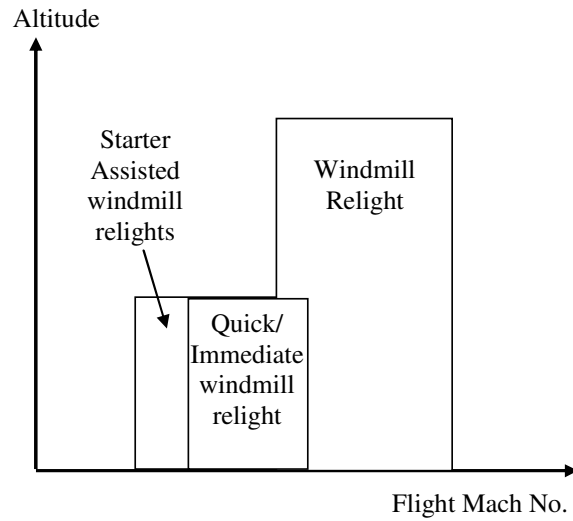 Altitude
Starter
Assisted
windmill
relights
Windmill
Relight
Quick/
Immediate
windmill
relight
Flight Mach No.